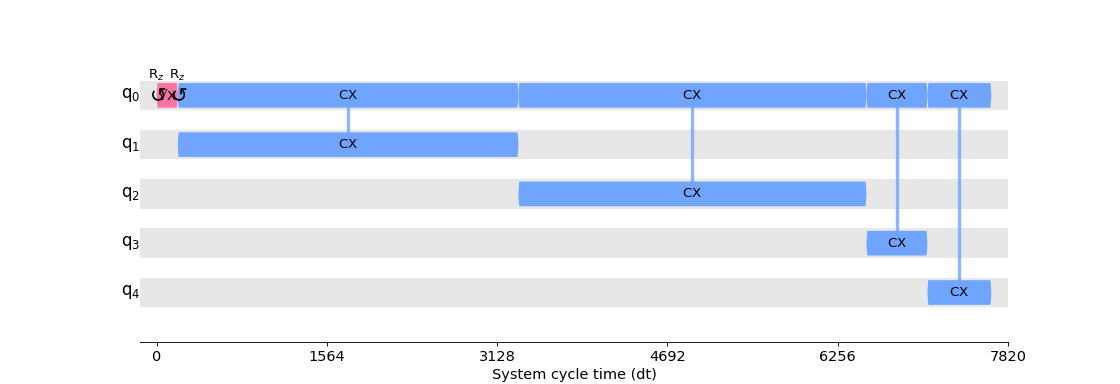 R_z R_z
q_0 √X CX CX CX CX
q_1 CX
q_2 CX
q_3 CX
q_4 CX
0 1564 3128 4692 6256 7820
System cycle time (dt)